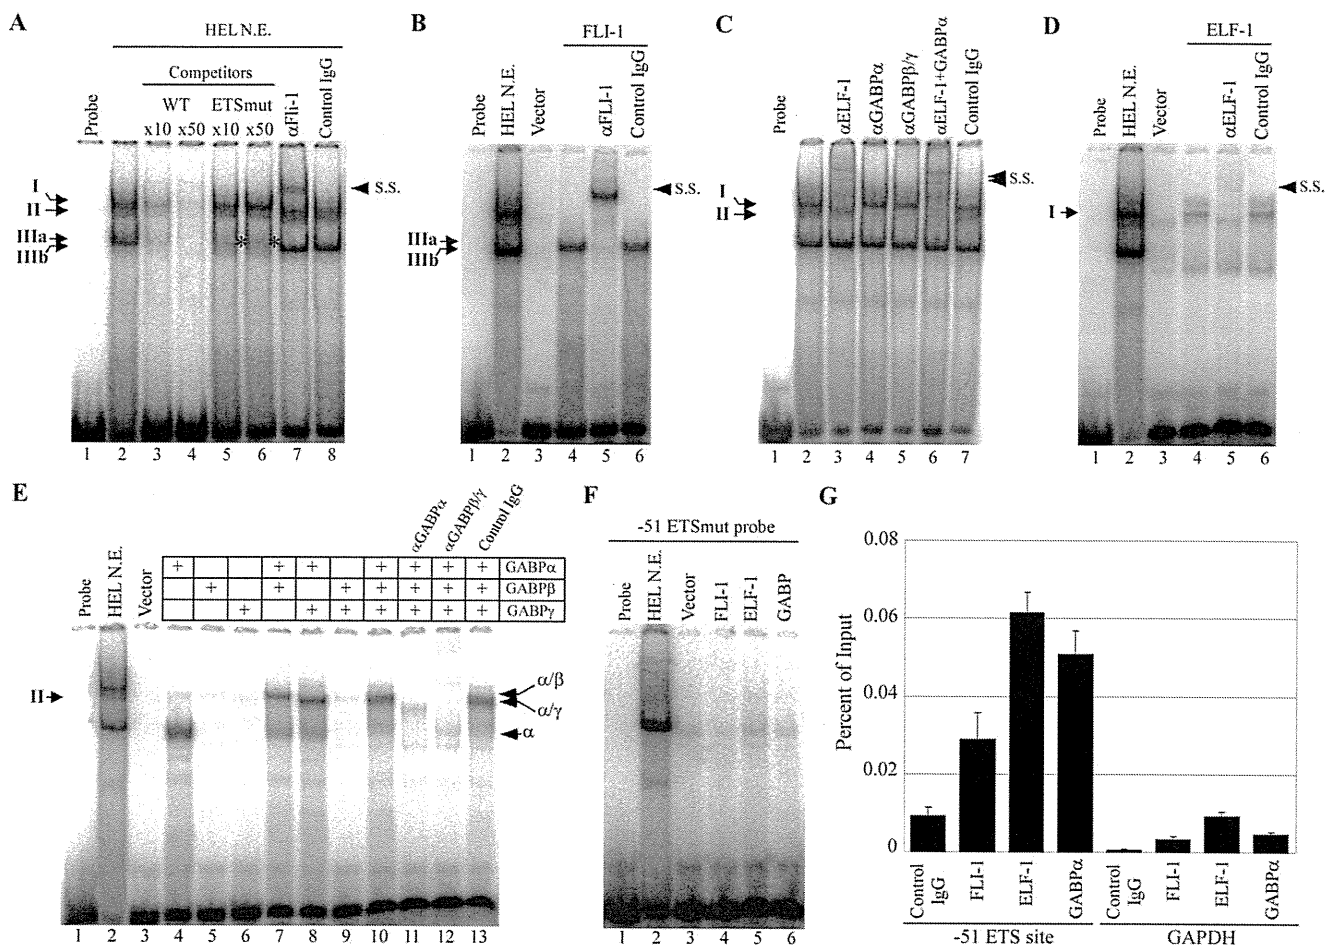 A
HEL N.E.
Competitors
WT ETSmut
Probe
x10 x50 x10 x50
αFli-1
Control IgG
I
II
IIIa
IIIb
* *
s.s.
1 2 3 4 5 6 7 8
B
FLI-1
Probe
HEL N.E.
Vector
αFLI-1
Control IgG
IIIa
IIIb
s.s.
1 2 3 4 5 6
C
Probe
αELF-1
αGABPα
αGABPβ/γ
αELF-1+GABPα
Control IgG
I
II
s.s.
1 2 3 4 5 6 7
D
ELF-1
Probe
HEL N.E.
Vector
αELF-1
Control IgG
I
s.s.
1 2 3 4 5 6
E
αGABPα
αGABPβ/γ
Control IgG
Probe
HEL N.E.
Vector
+ + + + + + + GABPα
+ + + + + + + GABPβ
+ + + + + + + GABPγ
II
α/β
α/γ
α
1 2 3 4 5 6 7 8 9 10 11 12 13
F
-51 ETSmut probe
Probe
HEL N.E.
Vector
FLI-1
ELF-1
GABP
1 2 3 4 5 6
G
Percent of Input
0.08
0.06
0.04
0.02
0
Control IgG
FLI-1
ELF-1
GABPα
Control IgG
FLI-1
ELF-1
GABPα
-51 ETS site
GAPDH